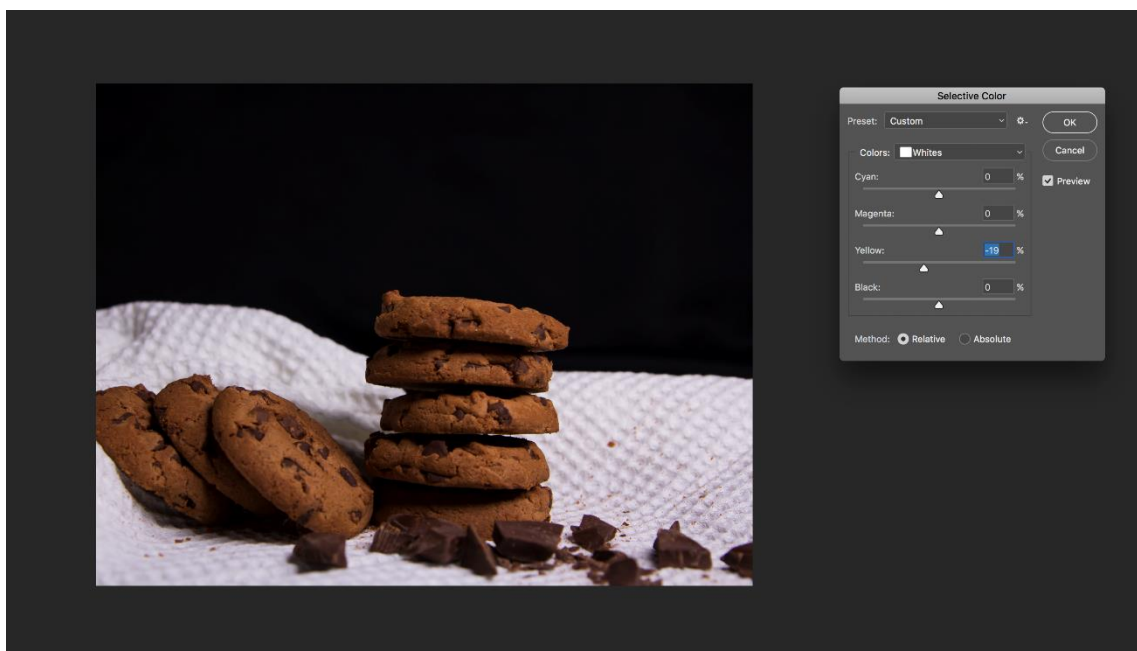 Selective Color
Preset: Custom
OK
Colors: Whites
Cancel
Cyan: 0 %
Preview
Magenta: 0 %
Yellow: -19 %
Black: 0 %
Method: Relative Absolute